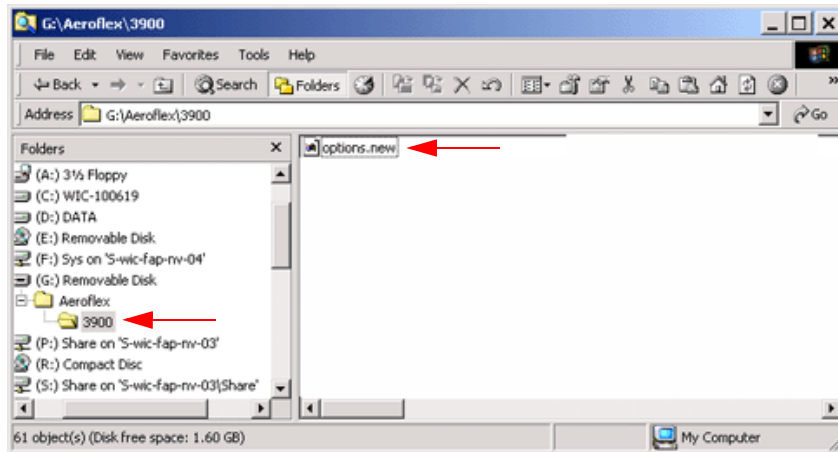 G:\Aeroflex\3900
File Edit View Favorites Tools Help
Back Search Folders
Address G:\Aeroflex\3900 Go
Folders
options.new
(A:) 3½ Floppy
(C:) WIC-100619
(D:) DATA
(E:) Removable Disk
(F:) Sys on 'S-wic-fap-nv-04'
(G:) Removable Disk
Aeroflex
3900
(P:) Share on 'S-wic-fap-nv-03'
(R:) Compact Disc
(S:) Share on 'S-wic-fap-nv-03\Share'
61 object(s) (Disk free space: 1.60 GB) My Computer